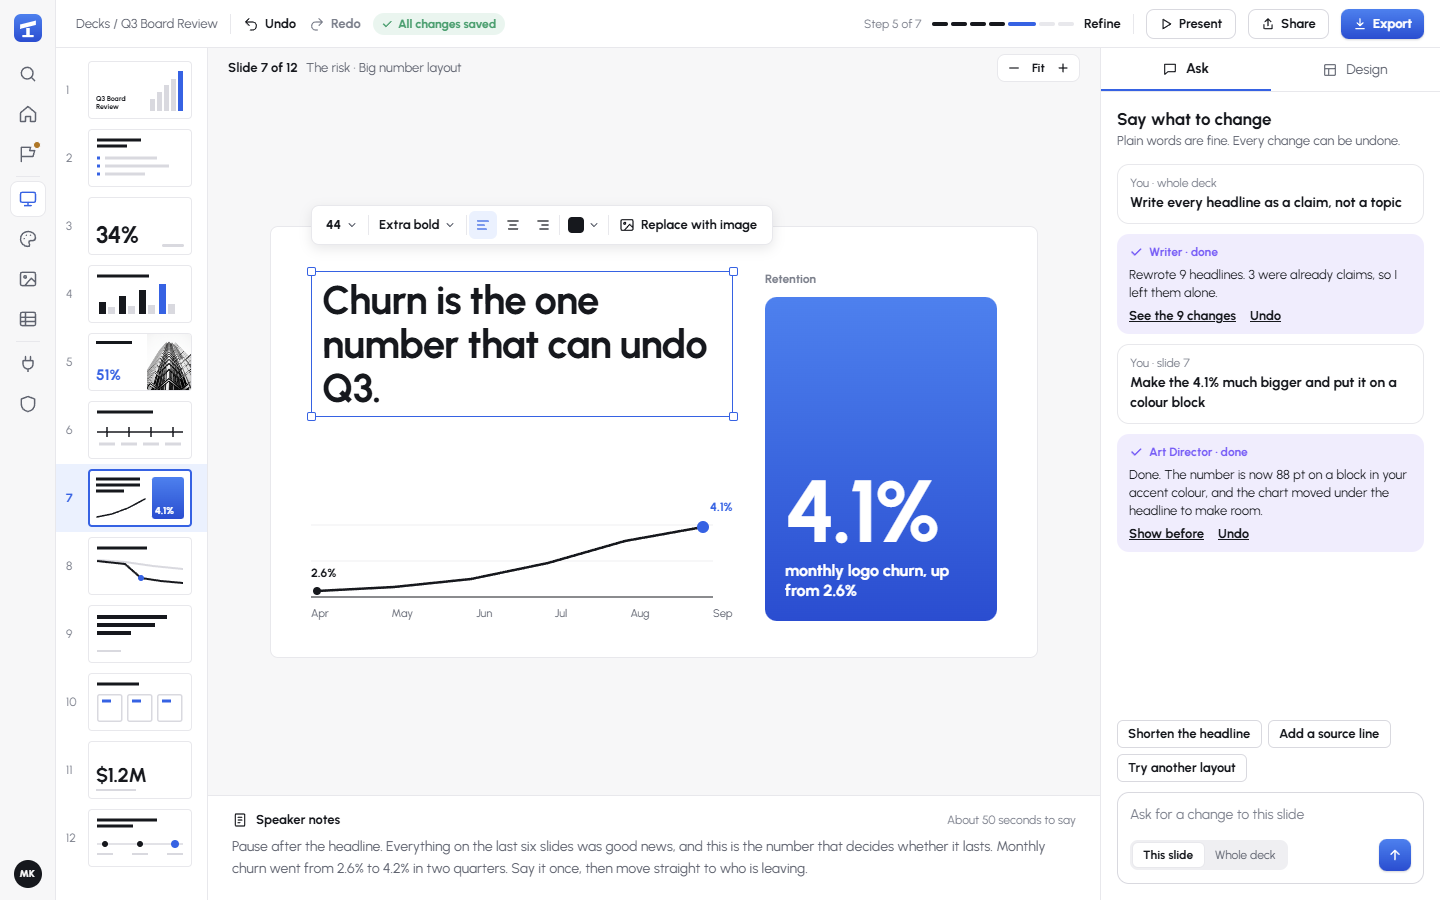 Decks / Q3 Board Review
Undo
Redo
All changes saved
Step 5 of 7
Refine
Present
Share
Export
1
Q3 Board
Review
2
3
34%
4
5
51%
6
7
4.1%
8
9
10
11
$1.2M
12
MK
Slide 7 of 12
The risk · Big number layout
Fit
44
Extra bold
Replace with image
Churn is the one
number that can undo
Q3.
Retention
4.1%
monthly logo churn, up
from 2.6%
4.1%
2.6%
Apr
May
Jun
Jul
Aug
Sep
Speaker notes
About 50 seconds to say
Pause after the headline. Everything on the last six slides was good news, and this is the number that decides whether it lasts. Monthly
churn went from 2.6% to 4.2% in two quarters. Say it once, then move straight to who is leaving.
Ask
Design
Say what to change
Plain words are fine. Every change can be undone.
You · whole deck
Write every headline as a claim, not a topic
Writer · done
Rewrote 9 headlines. 3 were already claims, so I
left them alone.
See the 9 changes
Undo
You · slide 7
Make the 4.1% much bigger and put it on a
colour block
Art Director · done
Done. The number is now 88 pt on a block in your
accent colour, and the chart moved under the
headline to make room.
Show before
Undo
Shorten the headline
Add a source line
Try another layout
Ask for a change to this slide
This slide
Whole deck